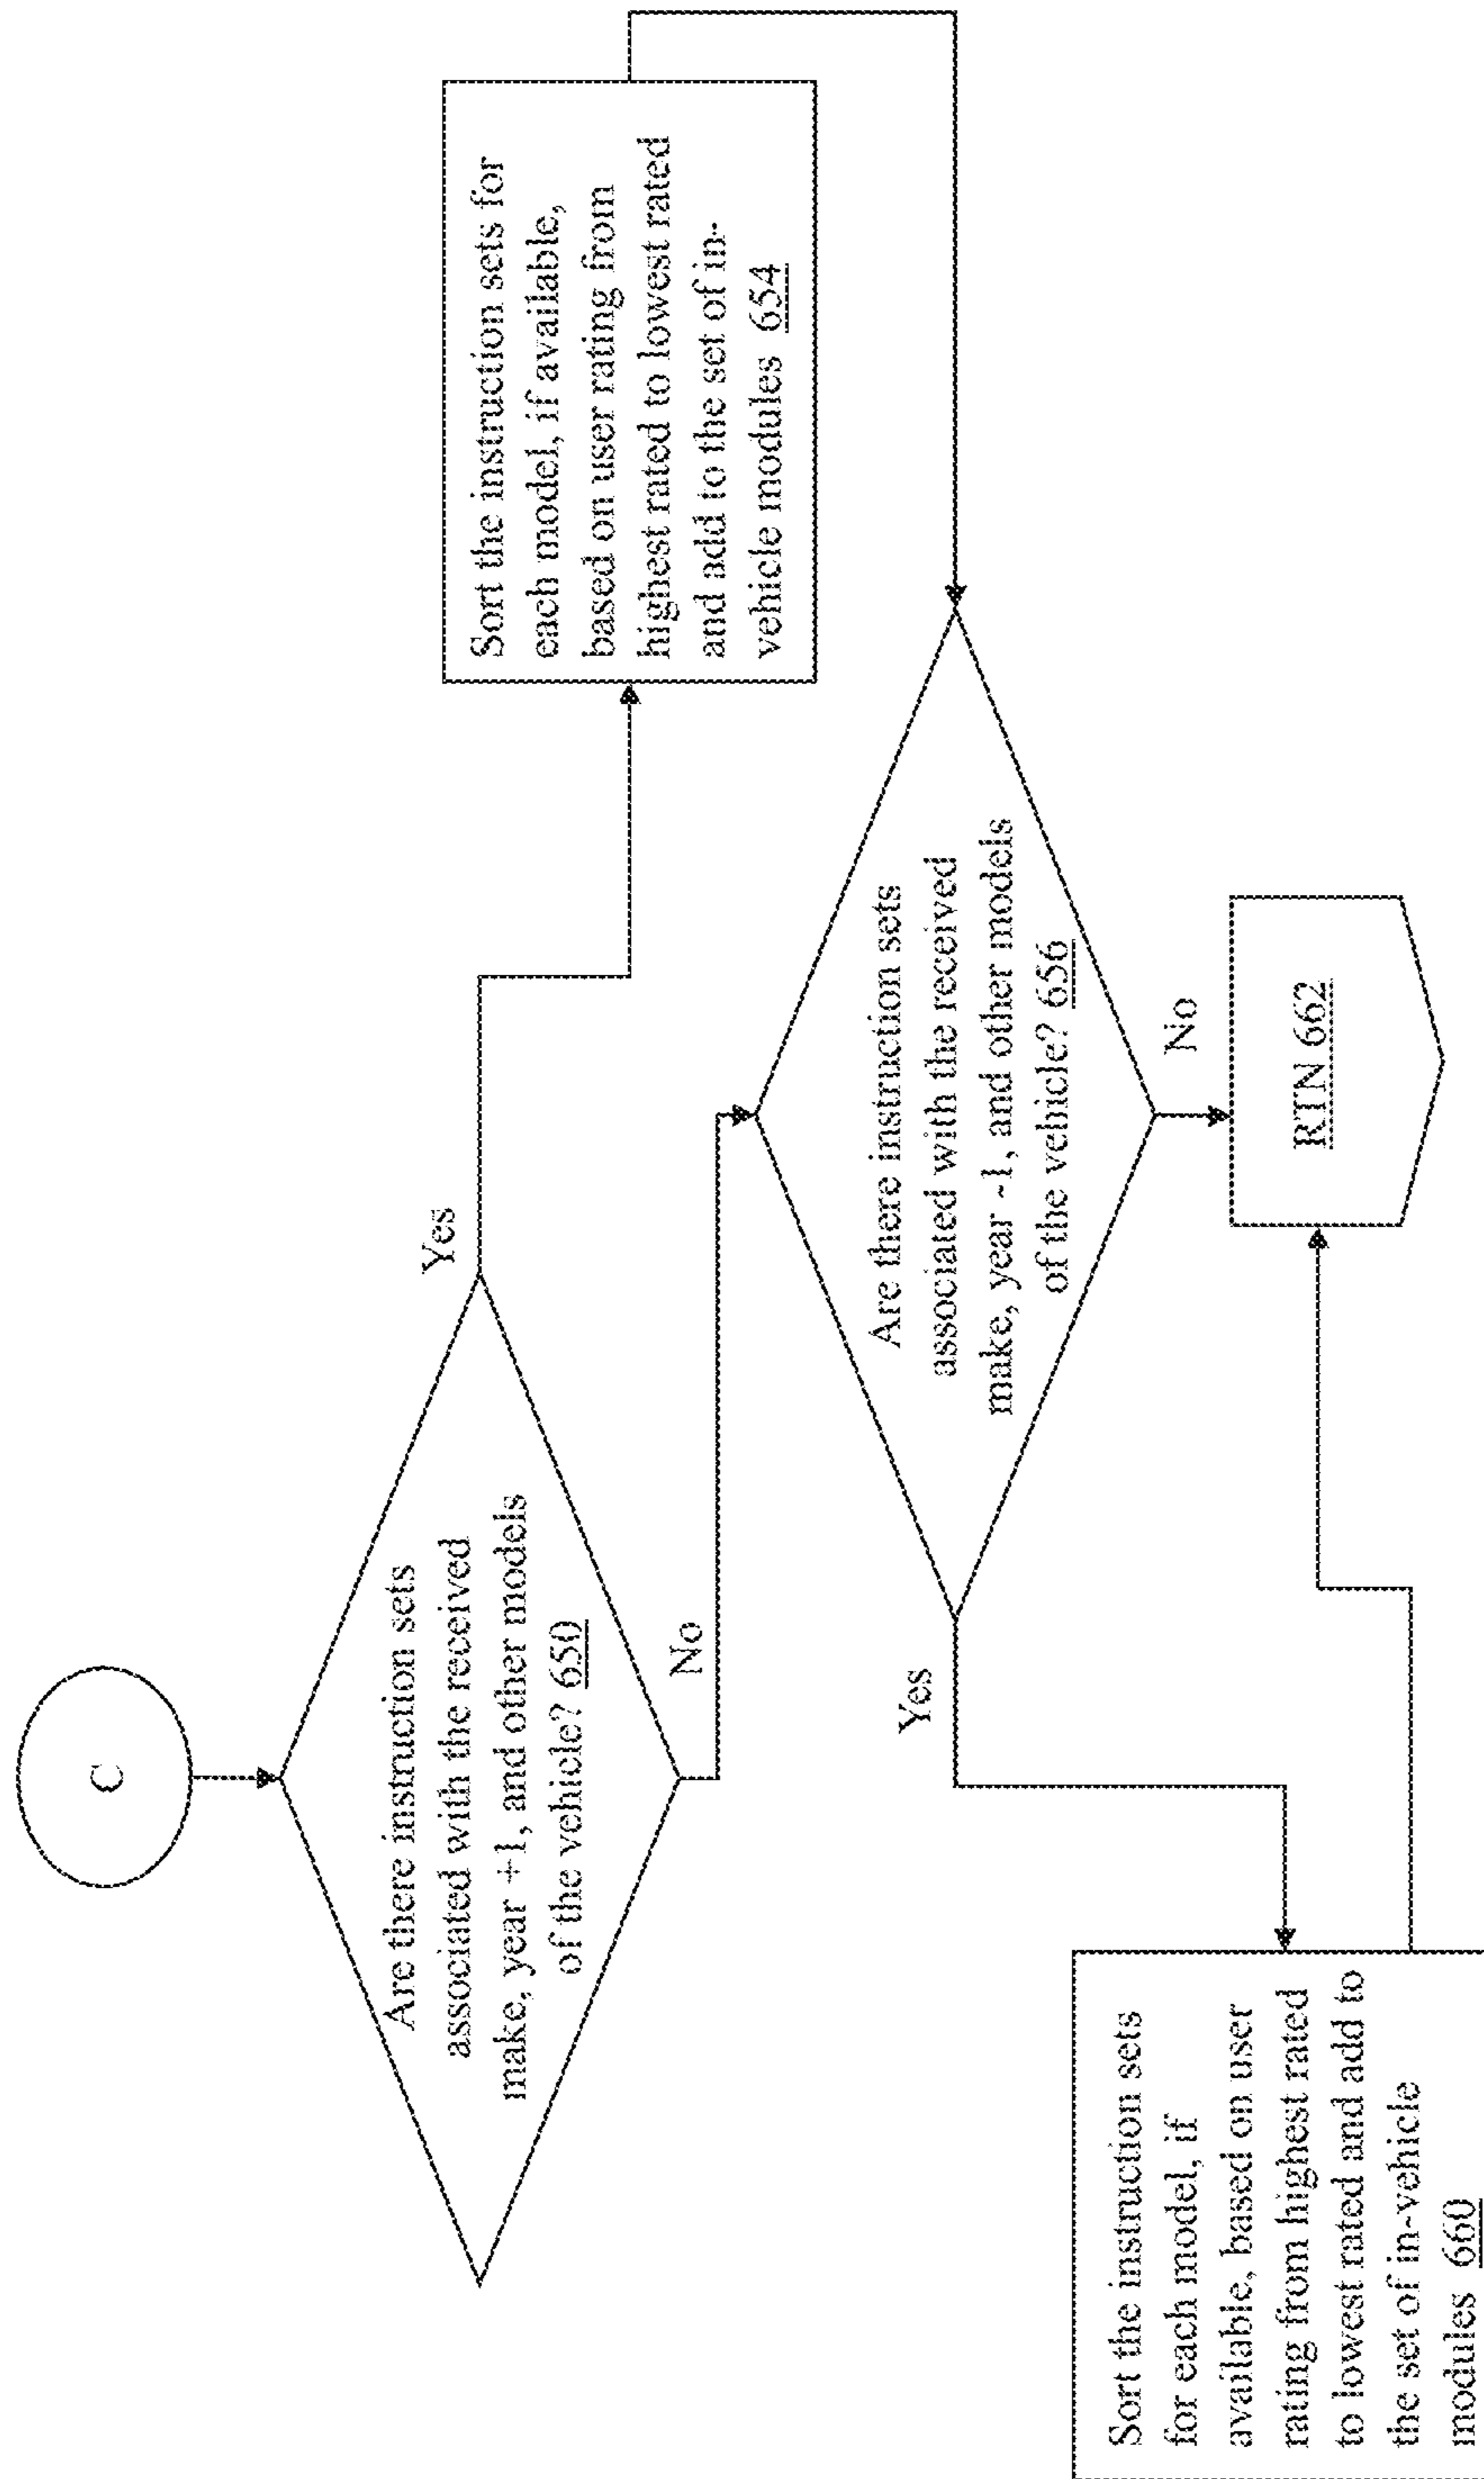 C
Are there instruction sets
associated with the received
make, year +1, and other models
of the vehicle? 650
Yes
No
Sort the instruction sets for
each model, if available,
based on user rating from
highest rated to lowest rated
and add to the set of in-
vehicle modules 654
Are there instruction sets
associated with the received
make, year -1, and other models
of the vehicle? 656
Yes
No
Sort the instruction sets
for each model, if
available, based on user
rating from highest rated
to lowest rated and add to
the set of in-vehicle
modules 660
RTN 662